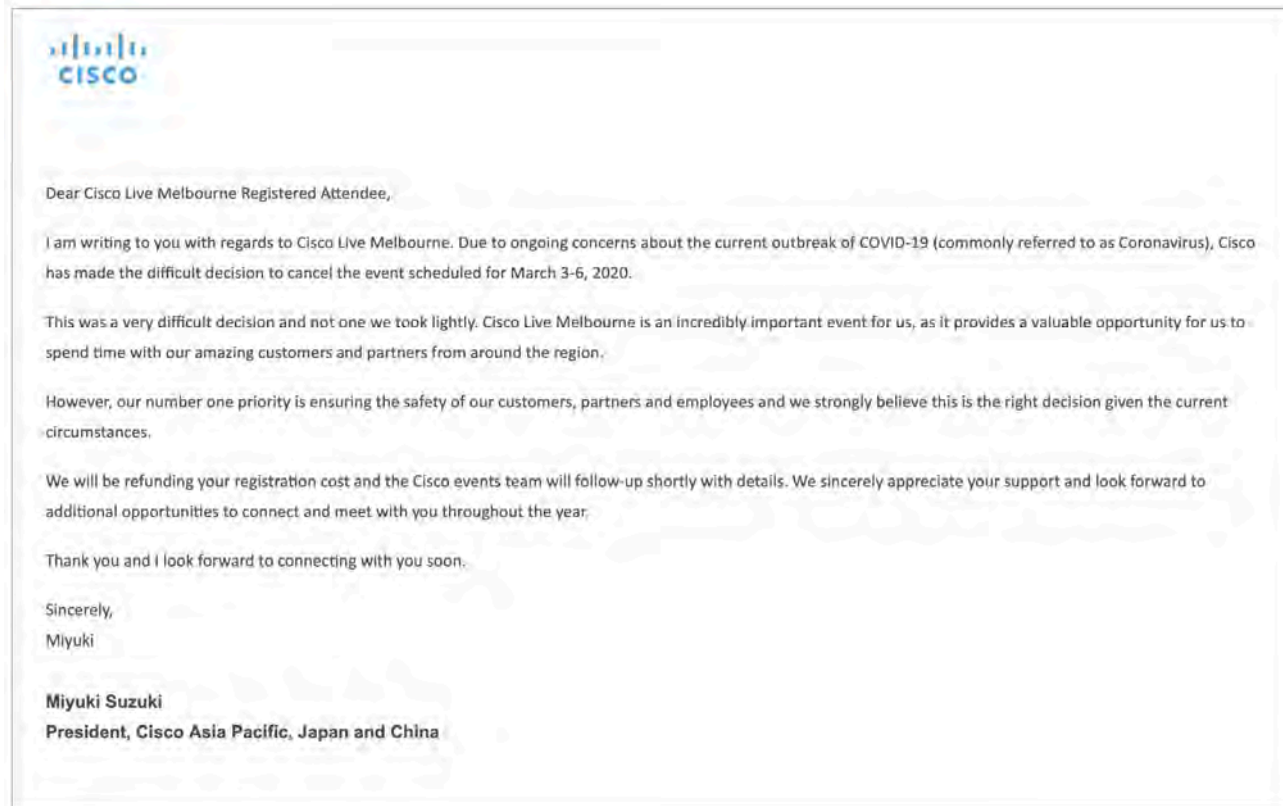 CISCO
Dear Cisco Live Melbourne Registered Attendee,
I am writing to you with regards to Cisco Live Melbourne. Due to ongoing concerns about the current outbreak of COVID-19 (commonly referred to as Coronavirus), Cisco
has made the difficult decision to cancel the event scheduled for March 3-6, 2020.
This was a very difficult decision and not one we took lightly. Cisco Live Melbourne is an incredibly important event for us, as it provides a valuable opportunity for us to
spend time with our amazing customers and partners from around the region.
However, our number one priority is ensuring the safety of our customers, partners and employees and we strongly believe this is the right decision given the current
circumstances.
We will be refunding your registration cost and the Cisco events team will follow-up shortly with details. We sincerely appreciate your support and look forward to
additional opportunities to connect and meet with you throughout the year.
Thank you and I look forward to connecting with you soon.
Sincerely,
Miyuki
Miyuki Suzuki
President, Cisco Asia Pacific, Japan and China